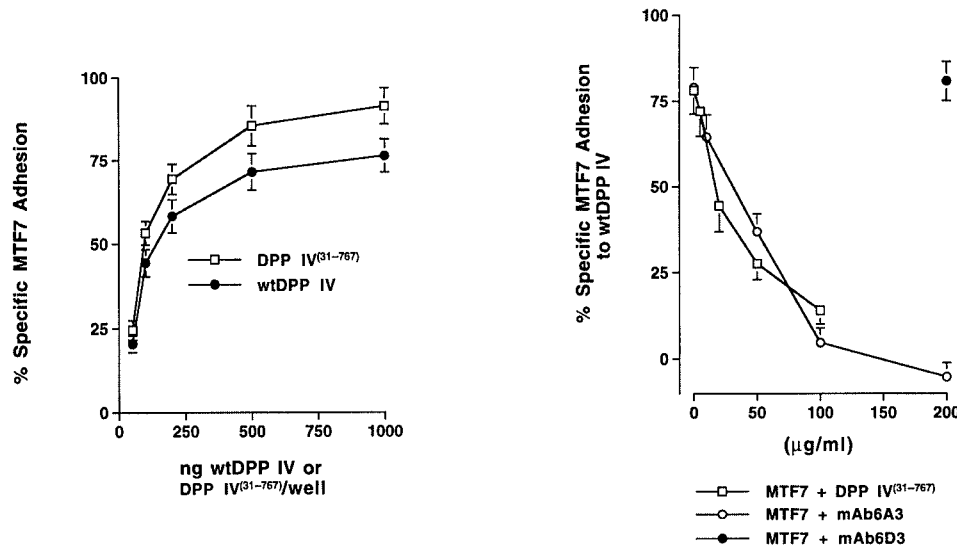 % Specific MTF7 Adhesion
100
75
50
25
0
0
250
500
750
1000
DPP IV(31–767)
wtDPP IV
ng wtDPP IV or
DPP IV(31–767)/well
% Specific MTF7 Adhesion
to wtDPP IV
100
75
50
25
0
0
50
100
150
200
(μg/ml)
MTF7 + DPP IV(31–767)
MTF7 + mAb6A3
MTF7 + mAb6D3